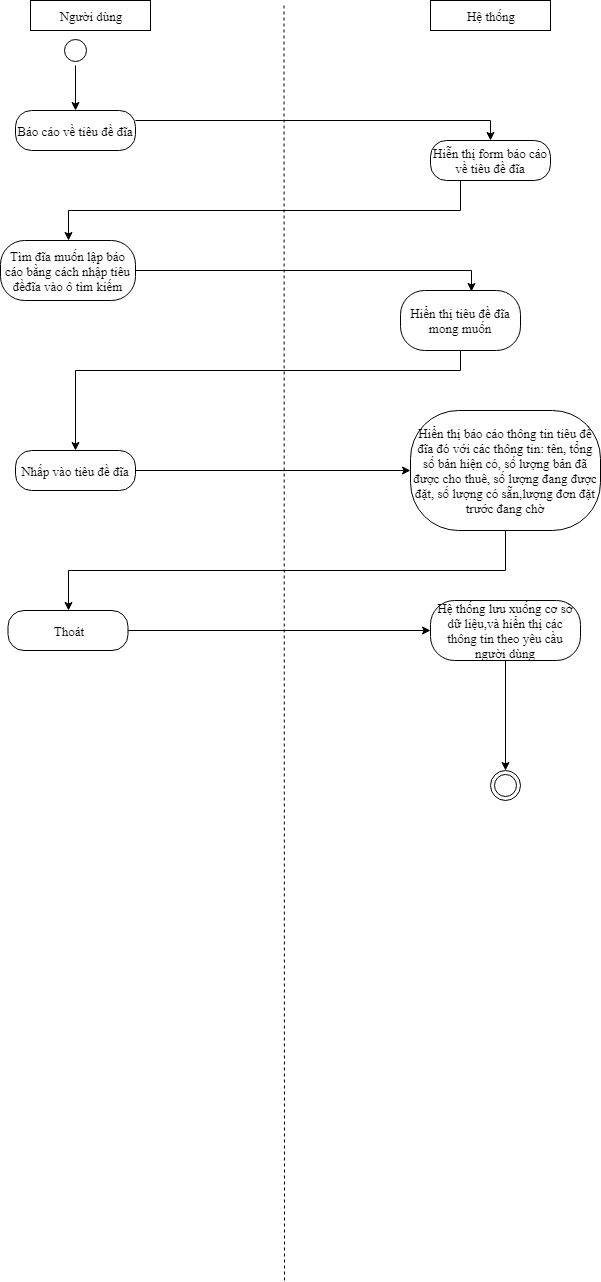 Người dùng
Hệ thống
Báo cáo về tiêu đề đĩa
Hiễn thị form báo cáo
về tiêu đề đĩa
Tìm đĩa muốn lập báo
cáo bằng cách nhập tiêu
đềđĩa vào ô tìm kiếm
Hiển thị tiêu đề đĩa
mong muốn
Nhấp vào tiêu đề đĩa
Hiển thị báo cáo thông tin tiêu đề
đĩa đó với các thông tin: tên, tổng
số bản hiện có, số lượng bản đã
được cho thuê, số lượng đang được
đặt, số lượng có sẵn,lượng đơn đặt
trước đang chờ
Thoát
Hệ thống lưu xuống cơ sở
dữ liệu,và hiển thị các
thông tin theo yêu cầu
người dùng